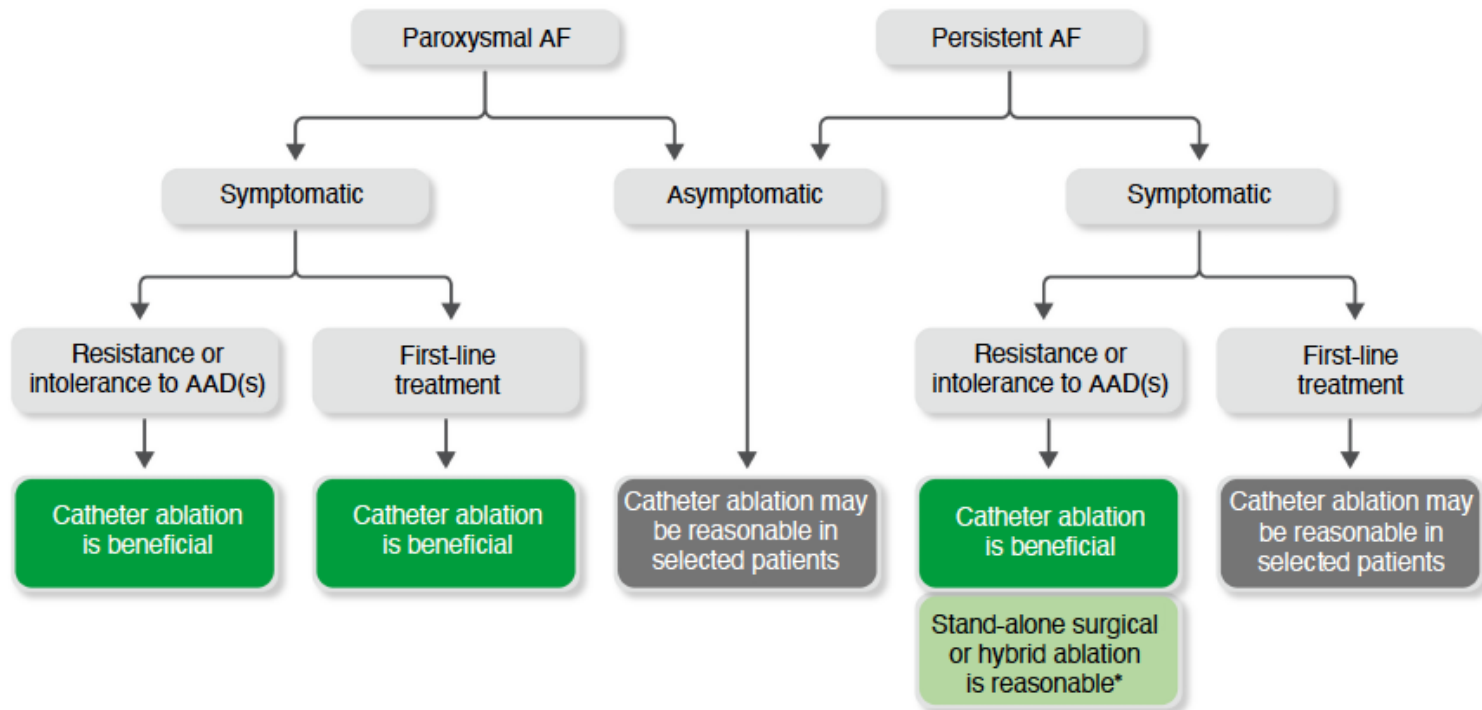 Paroxysmal AF
Persistent AF
Symptomatic
Asymptomatic
Symptomatic
Resistance or
intolerance to AAD(s)
First-line
treatment
Resistance or
intolerance to AAD(s)
First-line
treatment
Catheter ablation
is beneficial
Catheter ablation
is beneficial
Catheter ablation may
be reasonable in
selected patients
Catheter ablation
is beneficial
Catheter ablation may
be reasonable in
selected patients
Stand-alone surgical
or hybrid ablation
is reasonable*